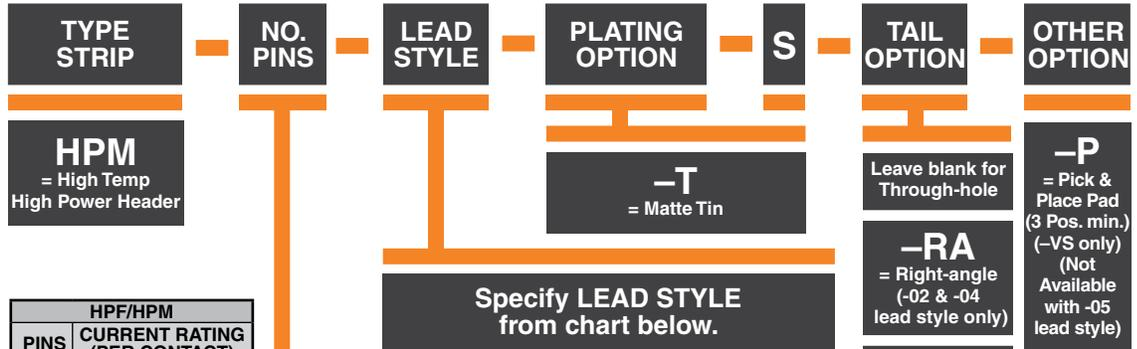 TYPE
STRIP
NO.
PINS
LEAD
STYLE
PLATING
OPTION
S
TAIL
OPTION
OTHER
OPTION
HPM
= High Temp
High Power Header
–T
= Matte Tin
Leave blank for
Through-hole
–RA
= Right-angle
(-02 & -04
lead style only)
–P
= Pick &
Place Pad
(3 Pos. min.)
(–VS only)
(Not
Available
with -05
lead style)
Specify LEAD STYLE
from chart below.
HPF/HPM
PINS
CURRENT RATING
(PER CONTACT)